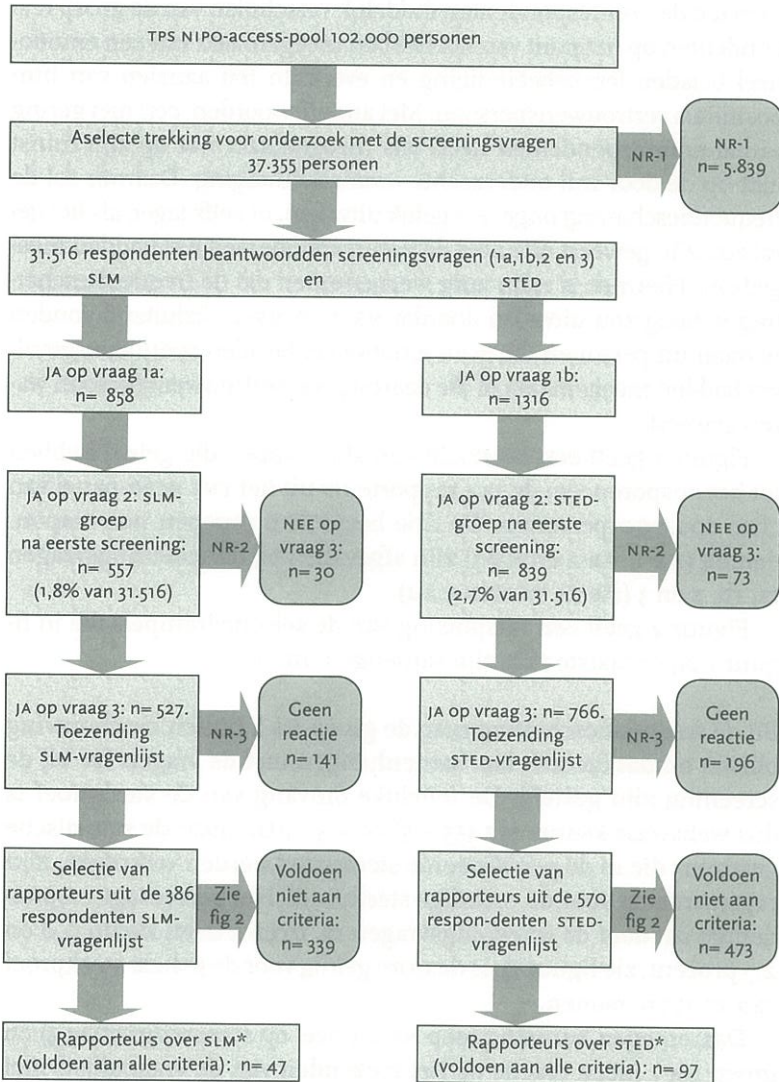 TPS NIPO-access-pool 102.000 personen
Aselecte trekking voor onderzoek met de screeningsvragen
37.355 personen
NR-1
NR-1
n= 5.839
31.516 respondenten beantwoordden screeningsvragen (1a,1b,2 en 3)
SLM en STED
JA op vraag 1a:
n= 858
JA op vraag 1b:
n= 1316
JA op vraag 2: SLM-
groep
na eerste screening:
n= 557
(1,8% van 31.516)
NR-2
NEE op
vraag 3:
n= 30
JA op vraag 2: STED-
groep na eerste
screening:
n= 839
(2,7% van 31.516)
NR-2
NEE op
vraag 3:
n= 73
JA op vraag 3: n= 527.
Toezending
SLM-vragenlijst
NR-3
Geen
reactie
n= 141
JA op vraag 3: n= 766.
Toezending
STED-vragenlijst
NR-3
Geen
reactie
n= 196
Selectie van
rapporteurs uit de 386
respondenten SLM-
vragenlijst
Zie
fig 2
Voldoen
niet aan
criteria:
n= 339
Selectie van
rapporteurs uit de 570
respon-denten STED-
vragenlijst
Zie
fig 2
Voldoen
niet aan
criteria:
n= 473
Rapporteurs over SLM*
(voldoen aan alle criteria): n= 47
Rapporteurs over STED*
(voldoen aan alle criteria): n= 97